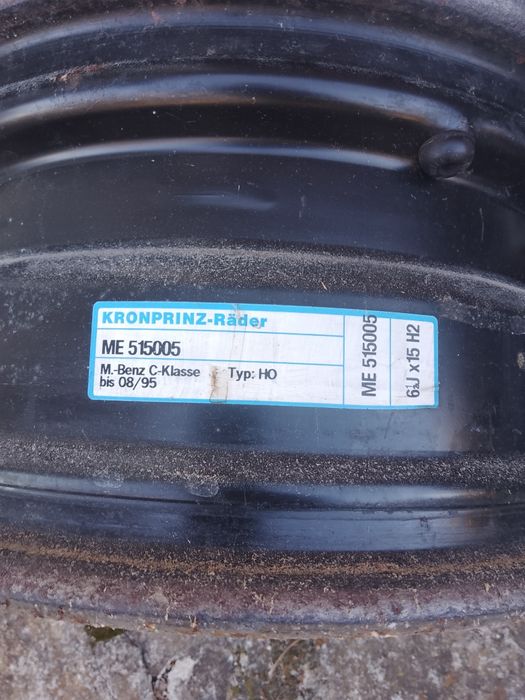 KRONPRINZ-Räder
ME 515005
M.-Benz C-Klasse Typ: HO
bis 08/95
ME 515005
6½J x15 H2